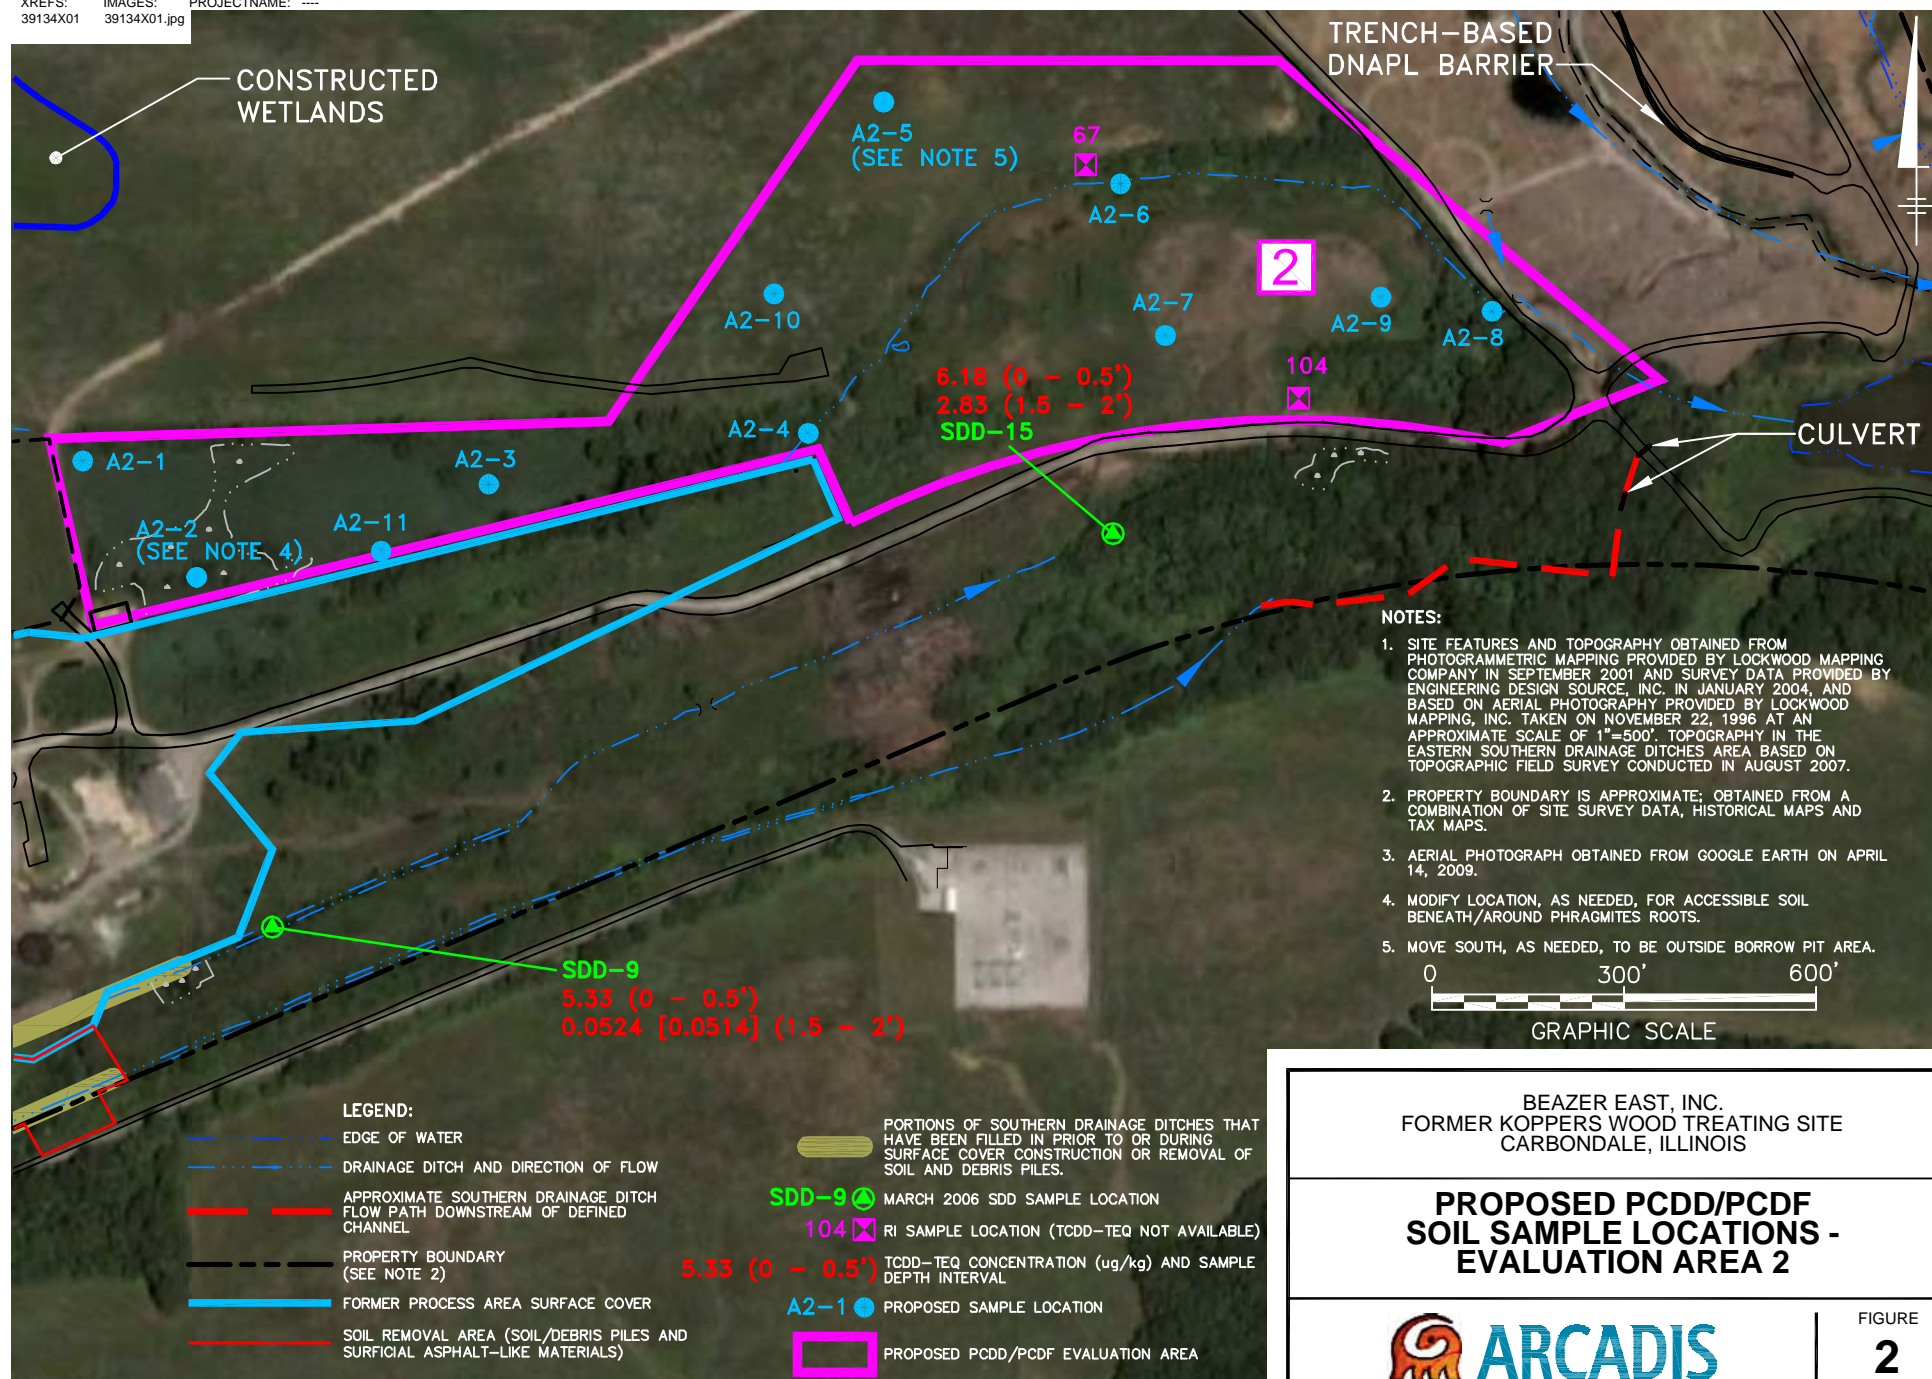 XREFS: IMAGES: PROJECTNAME: ----
39134X01 39134X01.jpg
CONSTRUCTED
WETLANDS
TRENCH-BASED
DNAPL BARRIER
A2-5
(SEE NOTE 5)
67
A2-6
2
A2-10
A2-7
A2-9
A2-8
104
6.18 (0 - 0.5')
2.83 (1.5 - 2')
SDD-15
A2-4
CULVERT
A2-1
A2-3
A2-2
(SEE NOTE 4)
A2-11
NOTES:
1. SITE FEATURES AND TOPOGRAPHY OBTAINED FROM
PHOTOGRAMMETRIC MAPPING PROVIDED BY LOCKWOOD MAPPING
COMPANY IN SEPTEMBER 2001 AND SURVEY DATA PROVIDED BY
ENGINEERING DESIGN SOURCE, INC. IN JANUARY 2004, AND
BASED ON AERIAL PHOTOGRAPHY PROVIDED BY LOCKWOOD
MAPPING, INC. TAKEN ON NOVEMBER 22, 1996 AT AN
APPROXIMATE SCALE OF 1"=500'. TOPOGRAPHY IN THE
EASTERN SOUTHERN DRAINAGE DITCHES AREA BASED ON
TOPOGRAPHIC FIELD SURVEY CONDUCTED IN AUGUST 2007.
2. PROPERTY BOUNDARY IS APPROXIMATE; OBTAINED FROM A
COMBINATION OF SITE SURVEY DATA, HISTORICAL MAPS AND
TAX MAPS.
3. AERIAL PHOTOGRAPH OBTAINED FROM GOOGLE EARTH ON APRIL
14, 2009.
4. MODIFY LOCATION, AS NEEDED, FOR ACCESSIBLE SOIL
BENEATH/AROUND PHRAGMITES ROOTS.
5. MOVE SOUTH, AS NEEDED, TO BE OUTSIDE BORROW PIT AREA.
0 300' 600'
GRAPHIC SCALE
SDD-9
5.33 (0 - 0.5')
0.0524 [0.0514] (1.5 - 2')
LEGEND:
EDGE OF WATER
DRAINAGE DITCH AND DIRECTION OF FLOW
APPROXIMATE SOUTHERN DRAINAGE DITCH
FLOW PATH DOWNSTREAM OF DEFINED
CHANNEL
PROPERTY BOUNDARY
(SEE NOTE 2)
FORMER PROCESS AREA SURFACE COVER
SOIL REMOVAL AREA (SOIL/DEBRIS PILES AND
SURFICIAL ASPHALT-LIKE MATERIALS)
PORTIONS OF SOUTHERN DRAINAGE DITCHES THAT
HAVE BEEN FILLED IN PRIOR TO OR DURING
SURFACE COVER CONSTRUCTION OR REMOVAL OF
SOIL AND DEBRIS PILES.
SDD-9 MARCH 2006 SDD SAMPLE LOCATION
104 RI SAMPLE LOCATION (TCDD-TEQ NOT AVAILABLE)
5.33 (0 - 0.5') TCDD-TEQ CONCENTRATION (ug/kg) AND SAMPLE
DEPTH INTERVAL
A2-1 PROPOSED SAMPLE LOCATION
PROPOSED PCDD/PCDF EVALUATION AREA
BEAZER EAST, INC.
FORMER KOPPERS WOOD TREATING SITE
CARBONDALE, ILLINOIS
PROPOSED PCDD/PCDF
SOIL SAMPLE LOCATIONS -
EVALUATION AREA 2
ARCADIS
FIGURE
2